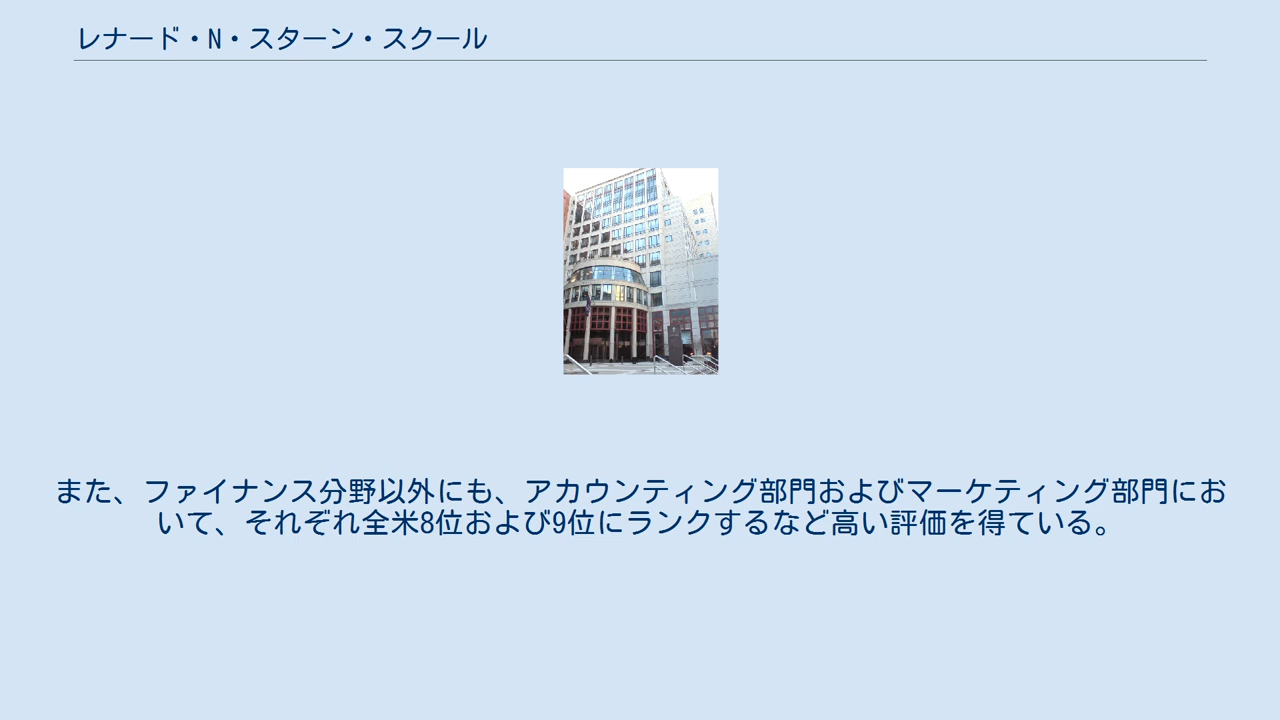 レナード・N・スターン・スクール
また、ファイナンス分野以外にも、アカウンティング部門およびマーケティング部門にお
いて、それぞれ全米8位および9位にランクするなど高い評価を得ている。